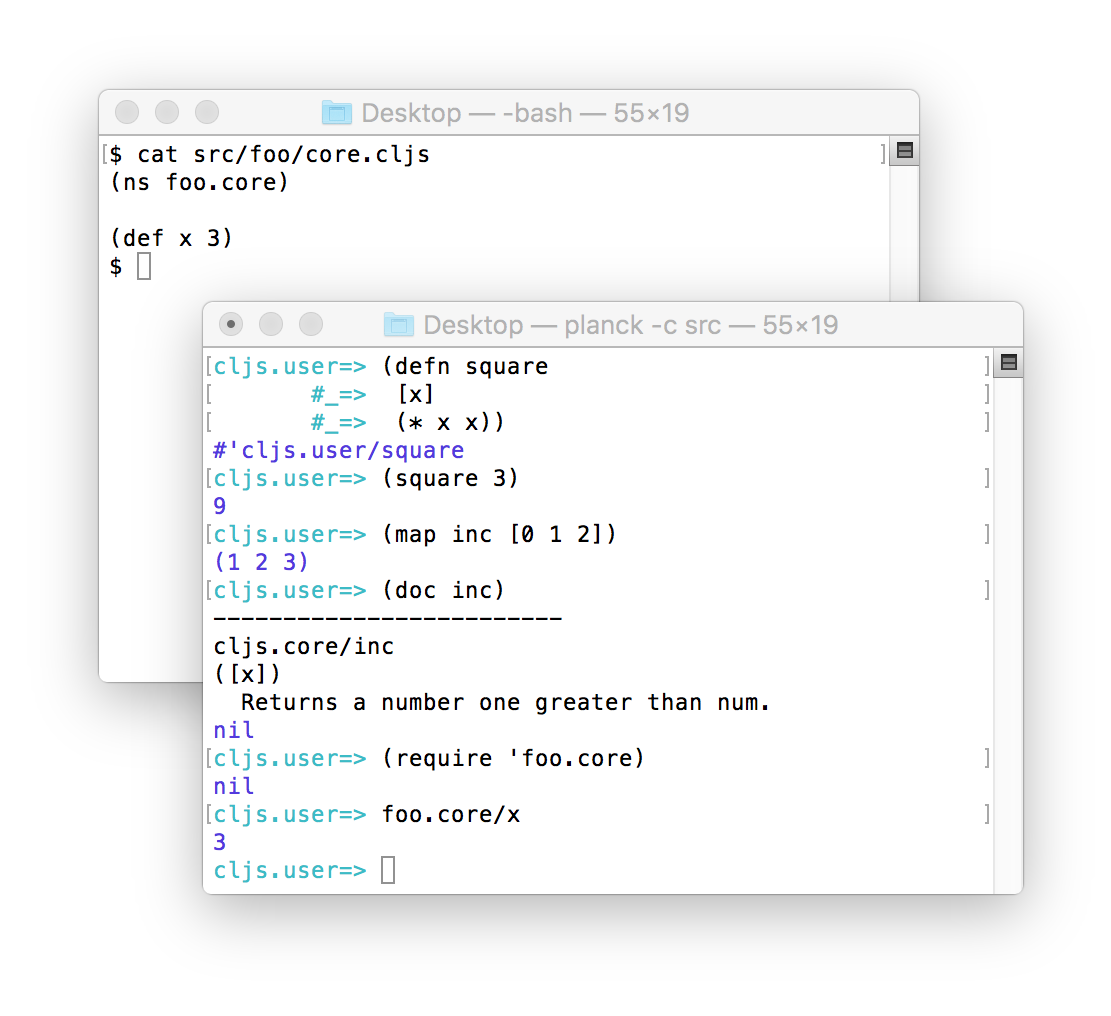 Desktop — -bash — 55×19
$ cat src/foo/core.cljs
(ns foo.core)
(def x 3)
$
Desktop — planck -c src — 55×19
cljs.user=> (defn square
#_=>  [x]
#_=>  (* x x))
#'cljs.user/square
cljs.user=> (square 3)
9
cljs.user=> (map inc [0 1 2])
(1 2 3)
cljs.user=> (doc inc)
-------------------------
cljs.core/inc
([x])
  Returns a number one greater than num.
nil
cljs.user=> (require 'foo.core)
nil
cljs.user=> foo.core/x
3
cljs.user=>